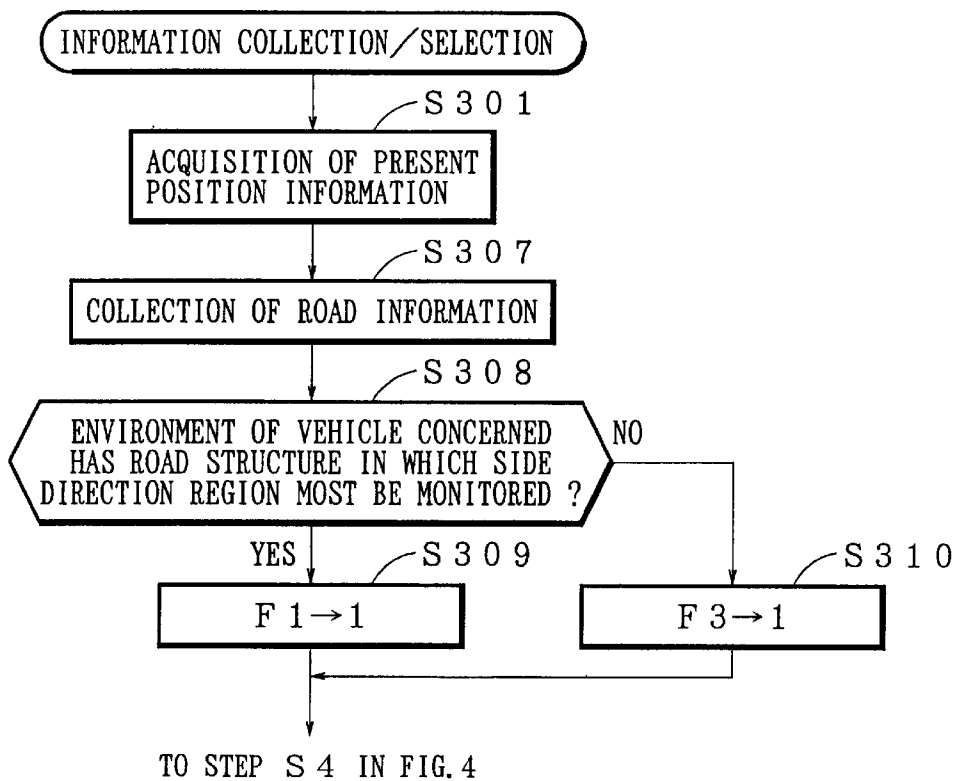 INFORMATION COLLECTION/SELECTION
S301
ACQUISITION OF PRESENT
POSITION INFORMATION
S307
COLLECTION OF ROAD INFORMATION
S308
ENVIRONMENT OF VEHICLE CONCERNED
HAS ROAD STRUCTURE IN WHICH SIDE
DIRECTION REGION MOST BE MONITORED ?
NO
YES
S309
F1→1
S310
F3→1
TO STEP S4 IN FIG.4